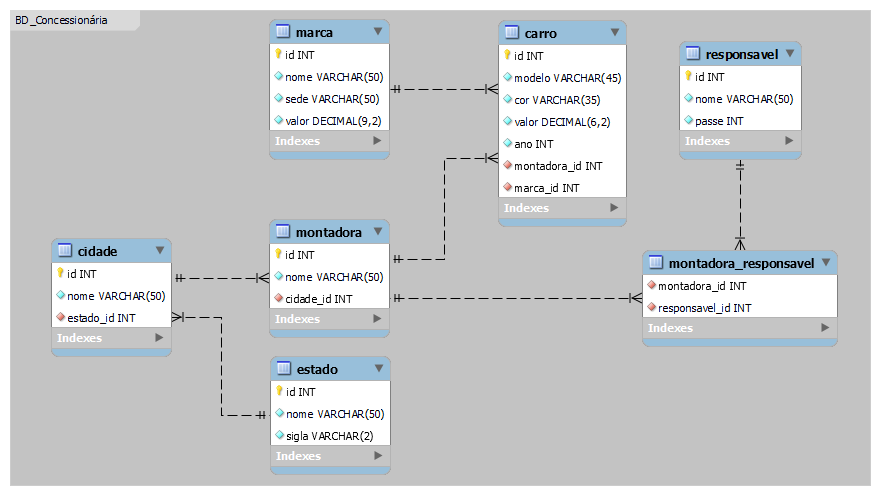 BD_Concessionária
marca
id INT
nome VARCHAR(50)
sede VARCHAR(50)
valor DECIMAL(9,2)
Indexes
carro
id INT
modelo VARCHAR(45)
cor VARCHAR(35)
valor DECIMAL(6,2)
ano INT
montadora_id INT
marca_id INT
Indexes
responsavel
id INT
nome VARCHAR(50)
passe INT
Indexes
cidade
id INT
nome VARCHAR(50)
estado_id INT
Indexes
montadora
id INT
nome VARCHAR(50)
cidade_id INT
Indexes
montadora_responsavel
montadora_id INT
responsavel_id INT
Indexes
estado
id INT
nome VARCHAR(50)
sigla VARCHAR(2)
Indexes